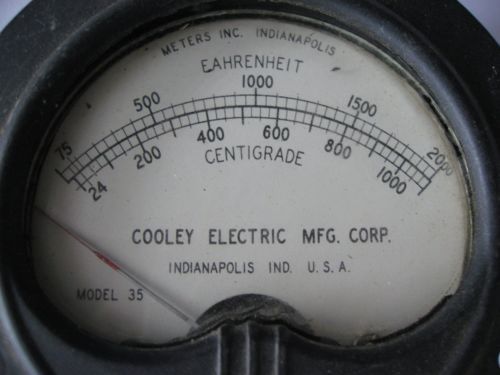 METERS INC. INDIANAPOLIS
FAHRENHEIT
75 500 1000 1500 2000
24 200 400 600 800 1000
CENTIGRADE
COOLEY ELECTRIC MFG. CORP.
INDIANAPOLIS IND. U.S.A.
MODEL 35